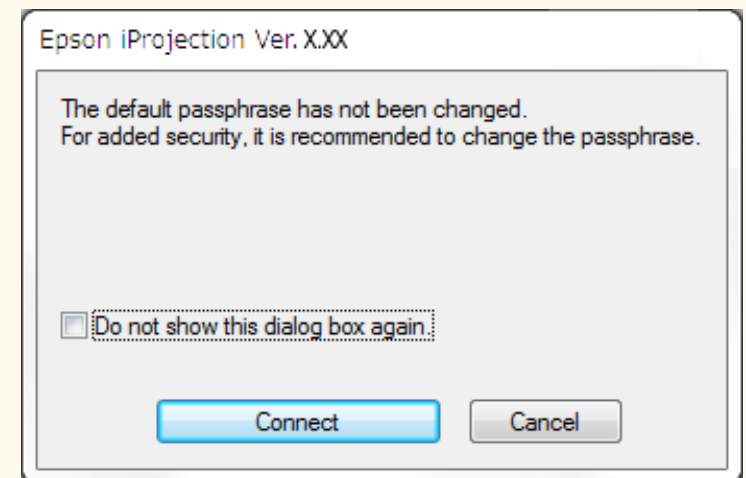 Epson iProjection Ver. X.XX
The default passphrase has not been changed.
For added security, it is recommended to change the passphrase.
Do not show this dialog box again.
Connect
Cancel